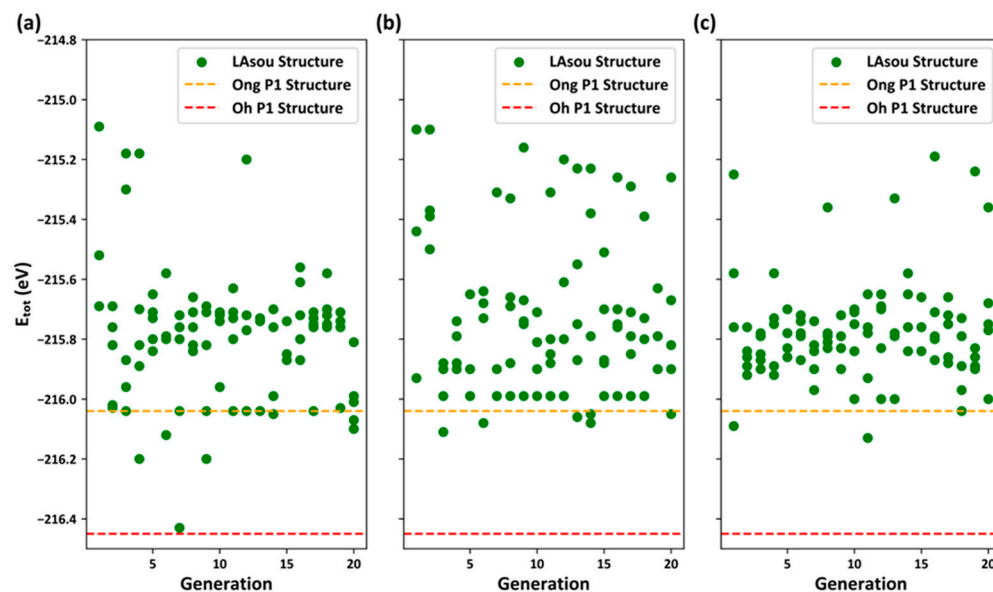 (a)
(b)
(c)
−214.8
−215.0
−215.2
−215.4
−215.6
−215.8
−216.0
−216.2
−216.4
E_tot (eV)
LAsou Structure
Ong P1 Structure
Oh P1 Structure
LAsou Structure
Ong P1 Structure
Oh P1 Structure
LAsou Structure
Ong P1 Structure
Oh P1 Structure
5 10 15 20
5 10 15 20
5 10 15 20
Generation
Generation
Generation